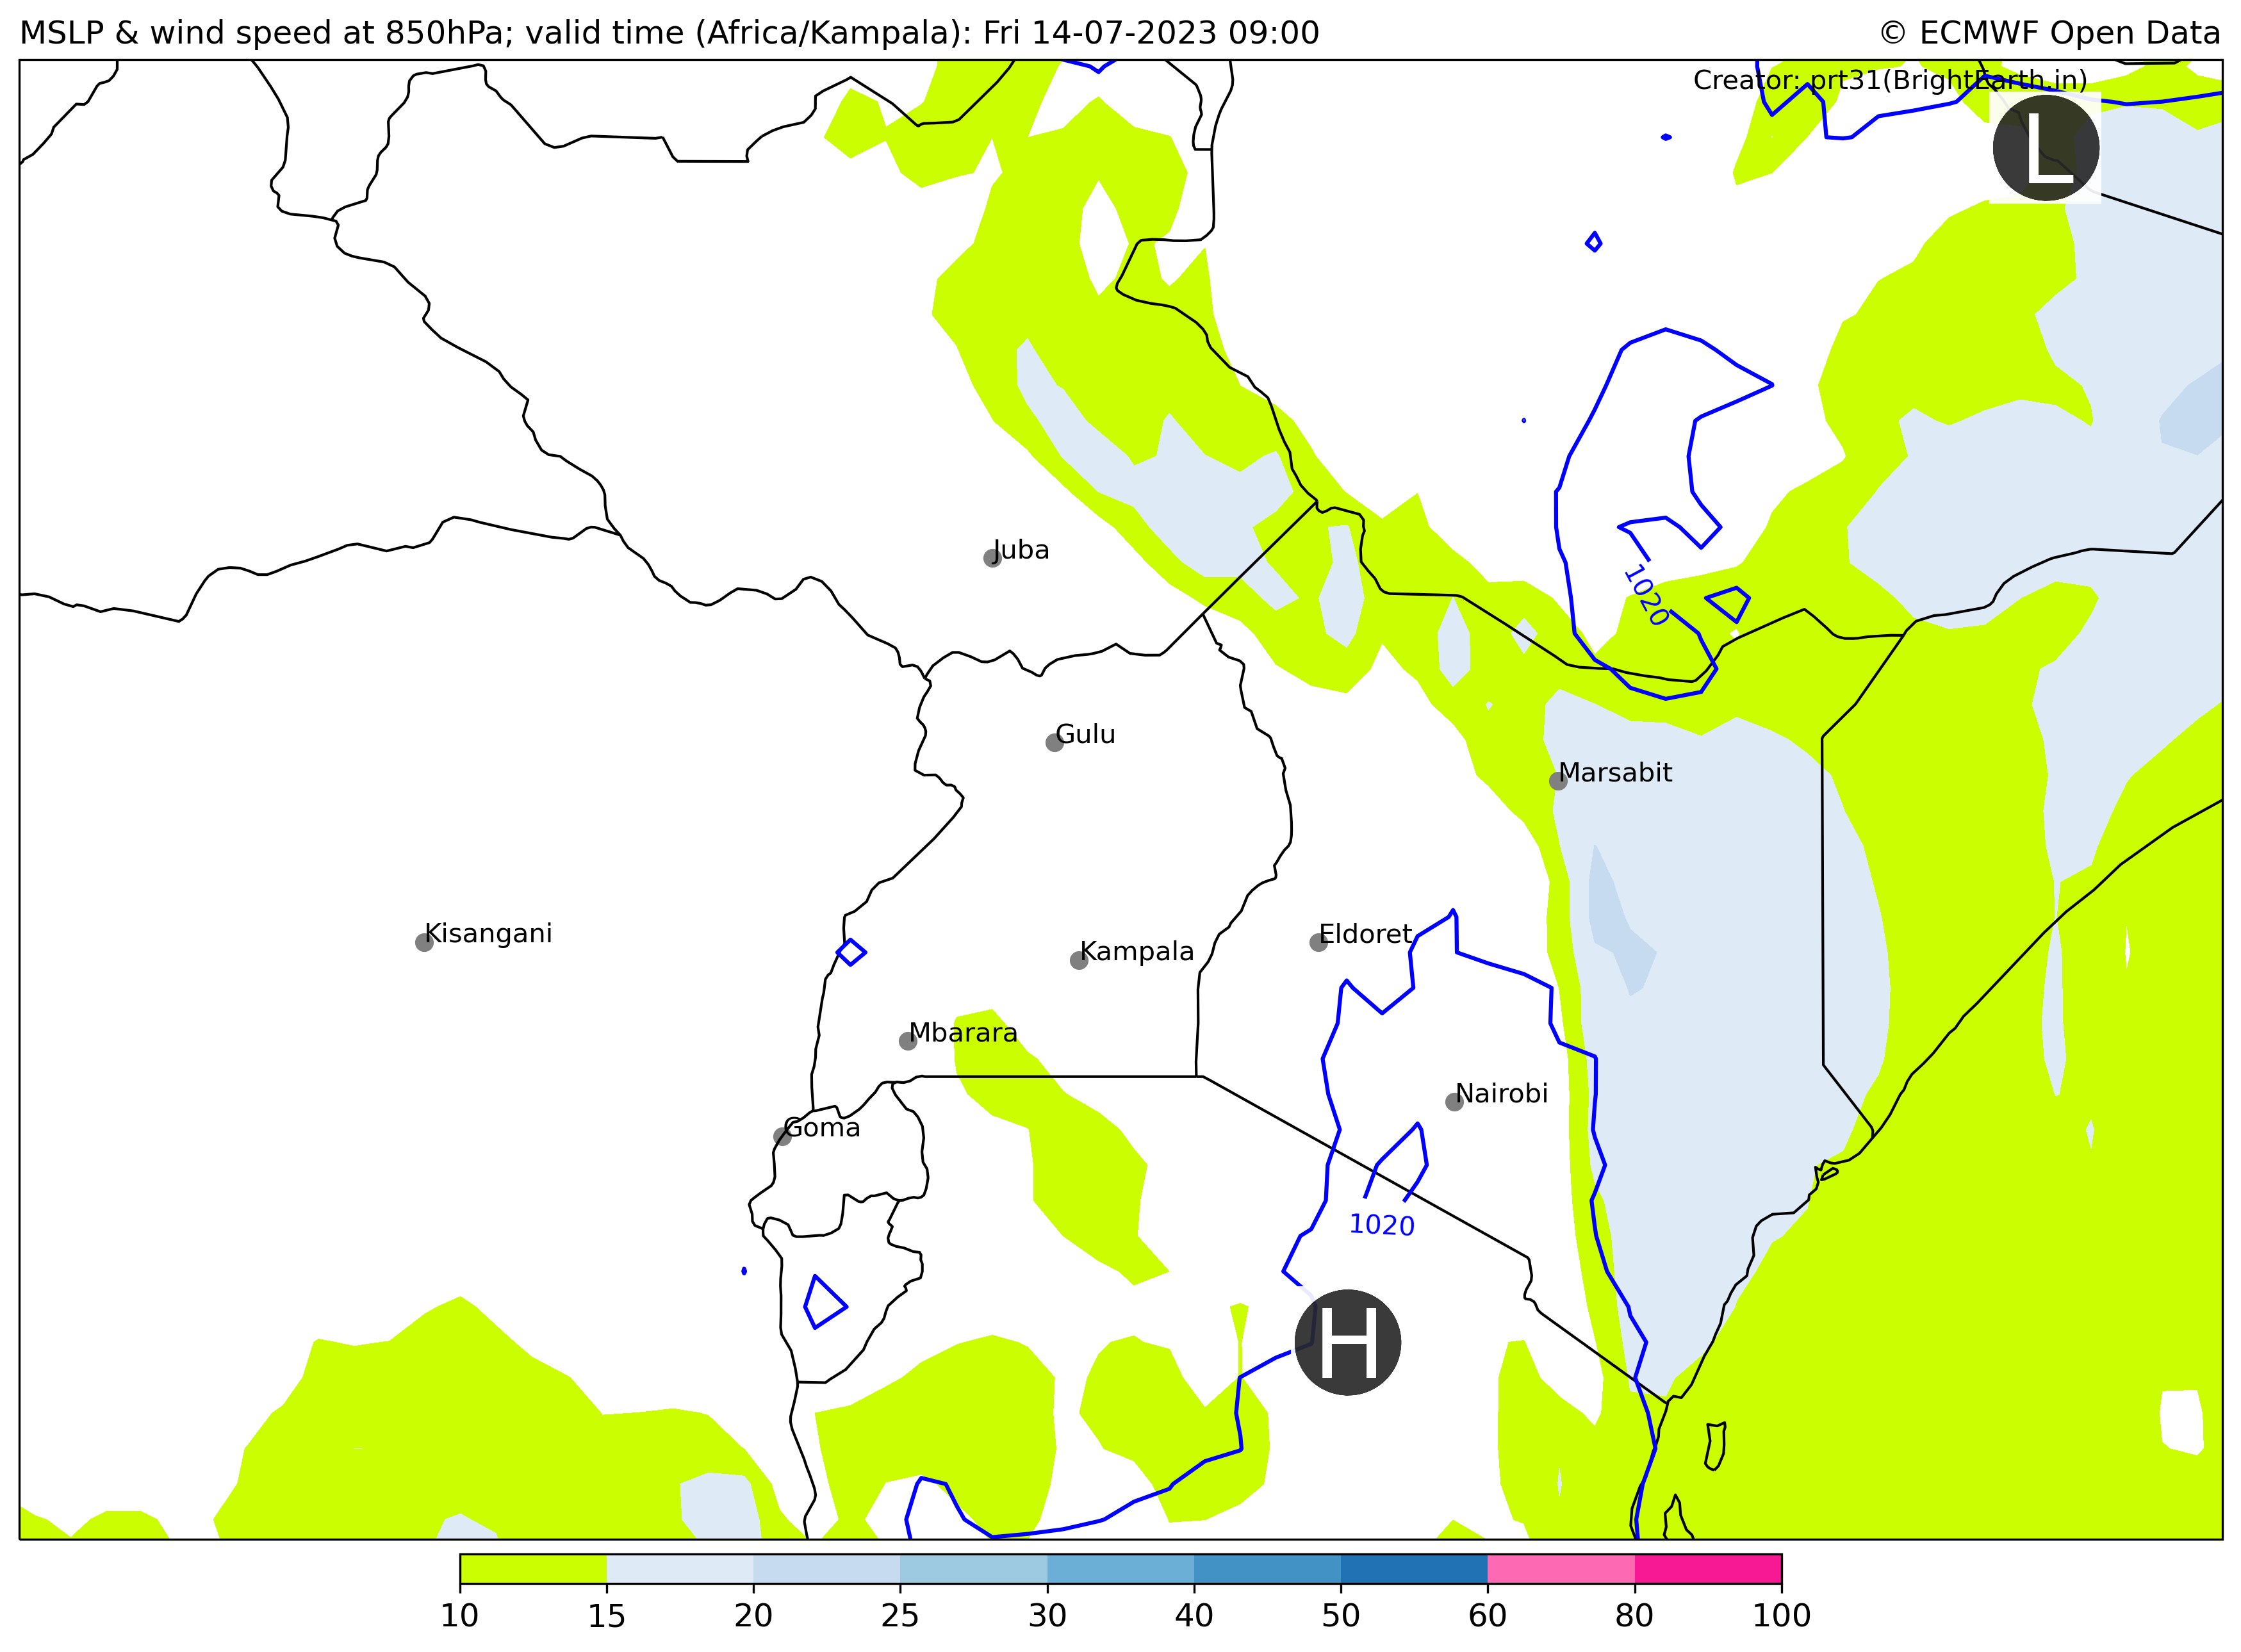 MSLP & wind speed at 850hPa; valid time (Africa/Kampala): Fri 14-07-2023 09:00
© ECMWF Open Data
Creator: prt31(BrightEarth.in)
L
Juba
1020
Gulu
Marsabit
Kisangani
Eldoret
Kampala
Mbarara
Nairobi
Goma
1020
H
10 15 20 25 30 40 50 60 80 100